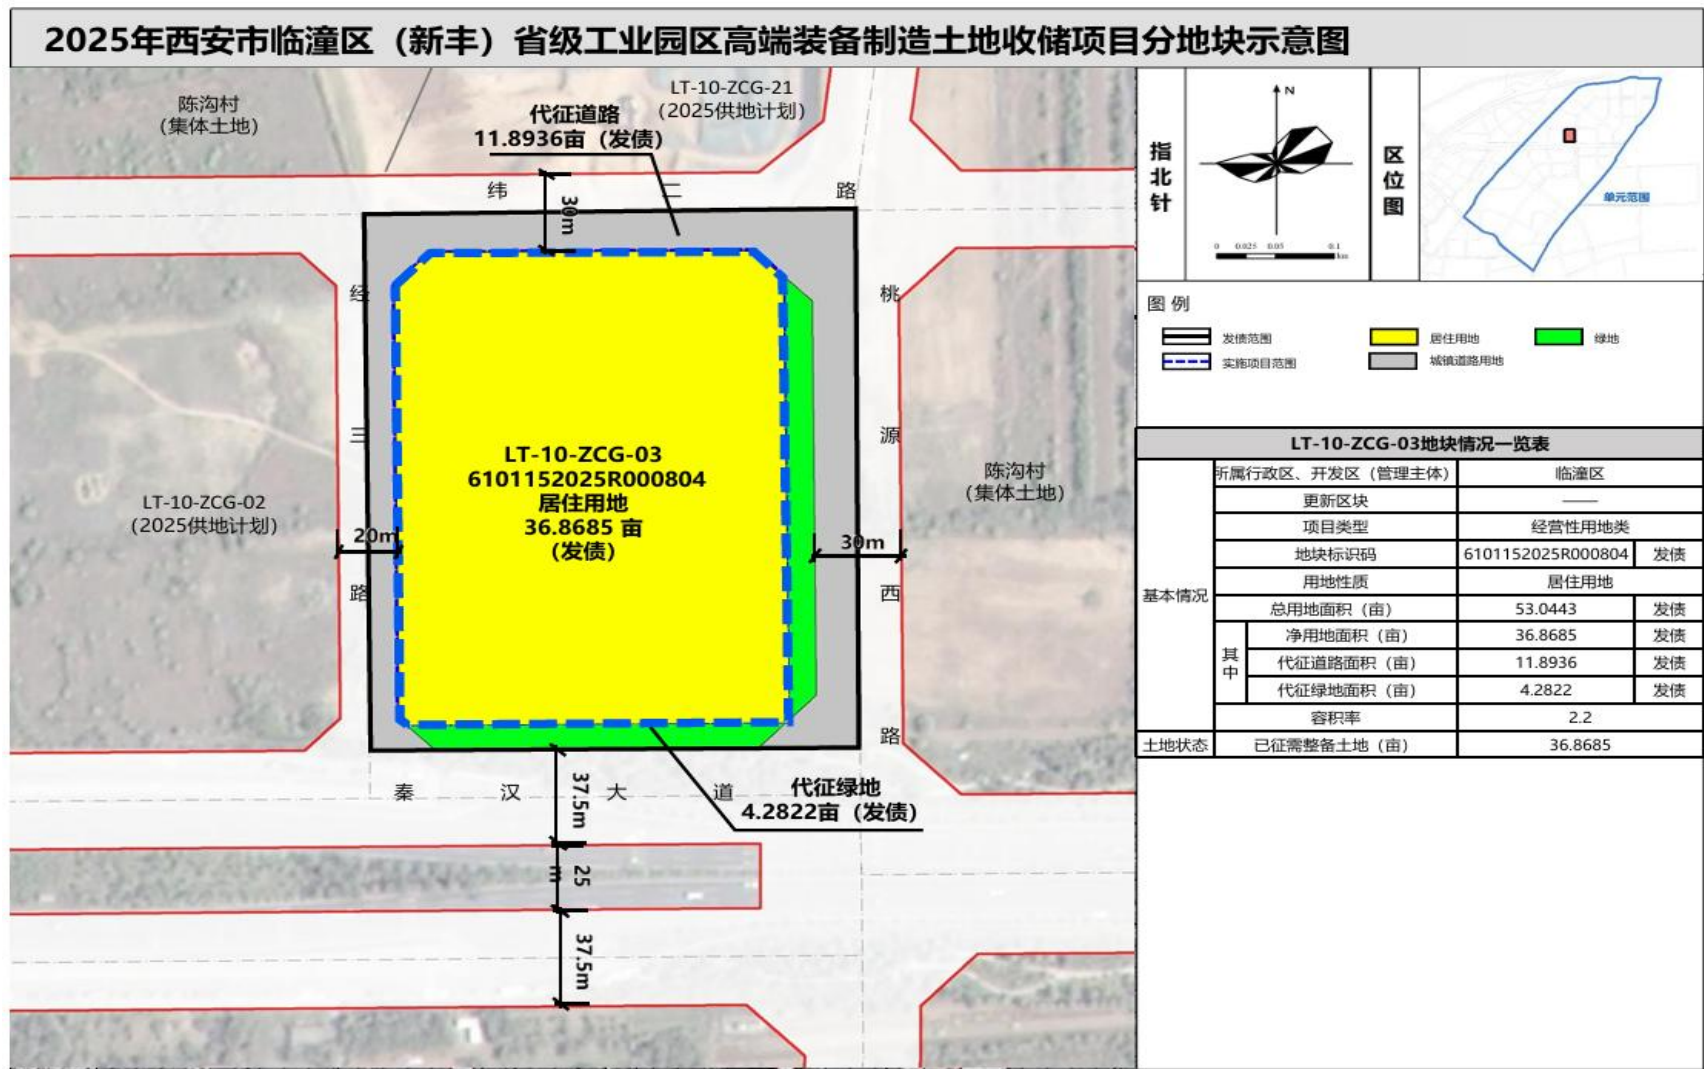 2025年西安市临潼区（新丰）省级工业园区高端装备制造土地收储项目分地块示意图
陈沟村
（集体土地）
代征道路
11.8936亩（发债）
LT-10-ZCG-21
（2025供地计划）
纬二路
30m
经三路
桃源西路
LT-10-ZCG-03
6101152025R000804
居住用地
36.8685 亩
（发债）
LT-10-ZCG-02
（2025供地计划）
20m
30m
陈沟村
（集体土地）
秦汉大道
代征绿地
4.2822亩（发债）
37.5m
25
m
37.5m
指北针
N
0 0.025 0.05 0.1
km
区位图
单元范围
图 例
发债范围
居住用地
绿地
实施项目范围
城镇道路用地
LT-10-ZCG-03地块情况一览表
基本情况
所属行政区、开发区（管理主体） 临潼区
更新区块 ——
项目类型 经营性用地类
地块标识码 6101152025R000804 发债
用地性质 居住用地
总用地面积（亩） 53.0443 发债
其中
净用地面积（亩） 36.8685 发债
代征道路面积（亩） 11.8936 发债
代征绿地面积（亩） 4.2822 发债
容积率 2.2
土地状态 已征需整备土地（亩） 36.8685